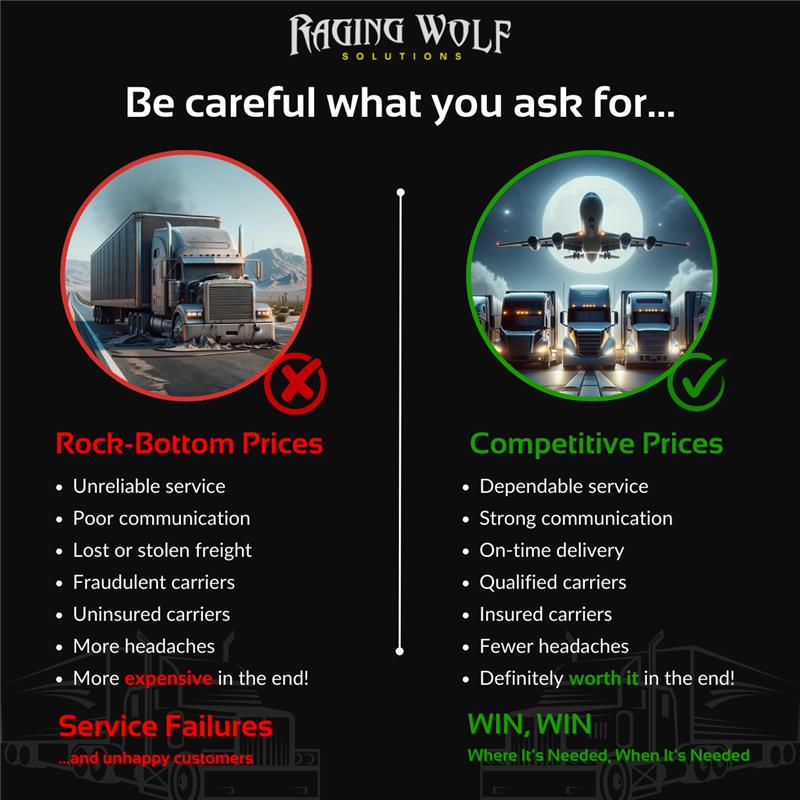 RAGING WOLF
SOLUTIONS
Be careful what you ask for...
Rock-Bottom Prices
• Unreliable service
• Poor communication
• Lost or stolen freight
• Fraudulent carriers
• Uninsured carriers
• More headaches
• More expensive in the end!
Service Failures
...and unhappy customers
Competitive Prices
• Dependable service
• Strong communication
• On-time delivery
• Qualified carriers
• Insured carriers
• Fewer headaches
• Definitely worth it in the end!
WIN, WIN
Where It's Needed, When It's Needed